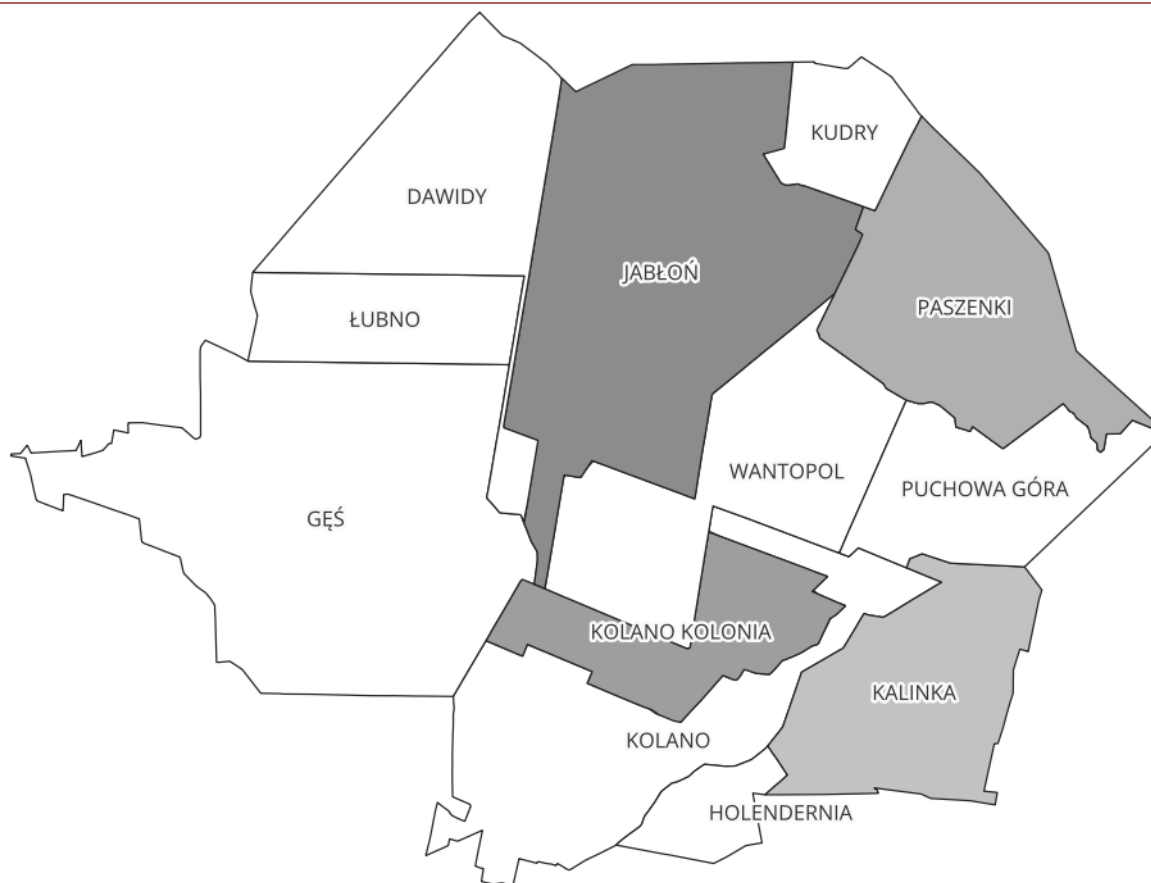 KUDRY
DAWIDY
JABŁOŃ
PASZENKI
ŁUBNO
WANTOPOL
PUCHOWA GÓRA
GĘŚ
KOLANO KOLONIA
KALINKA
KOLANO
HOLENDERNIA